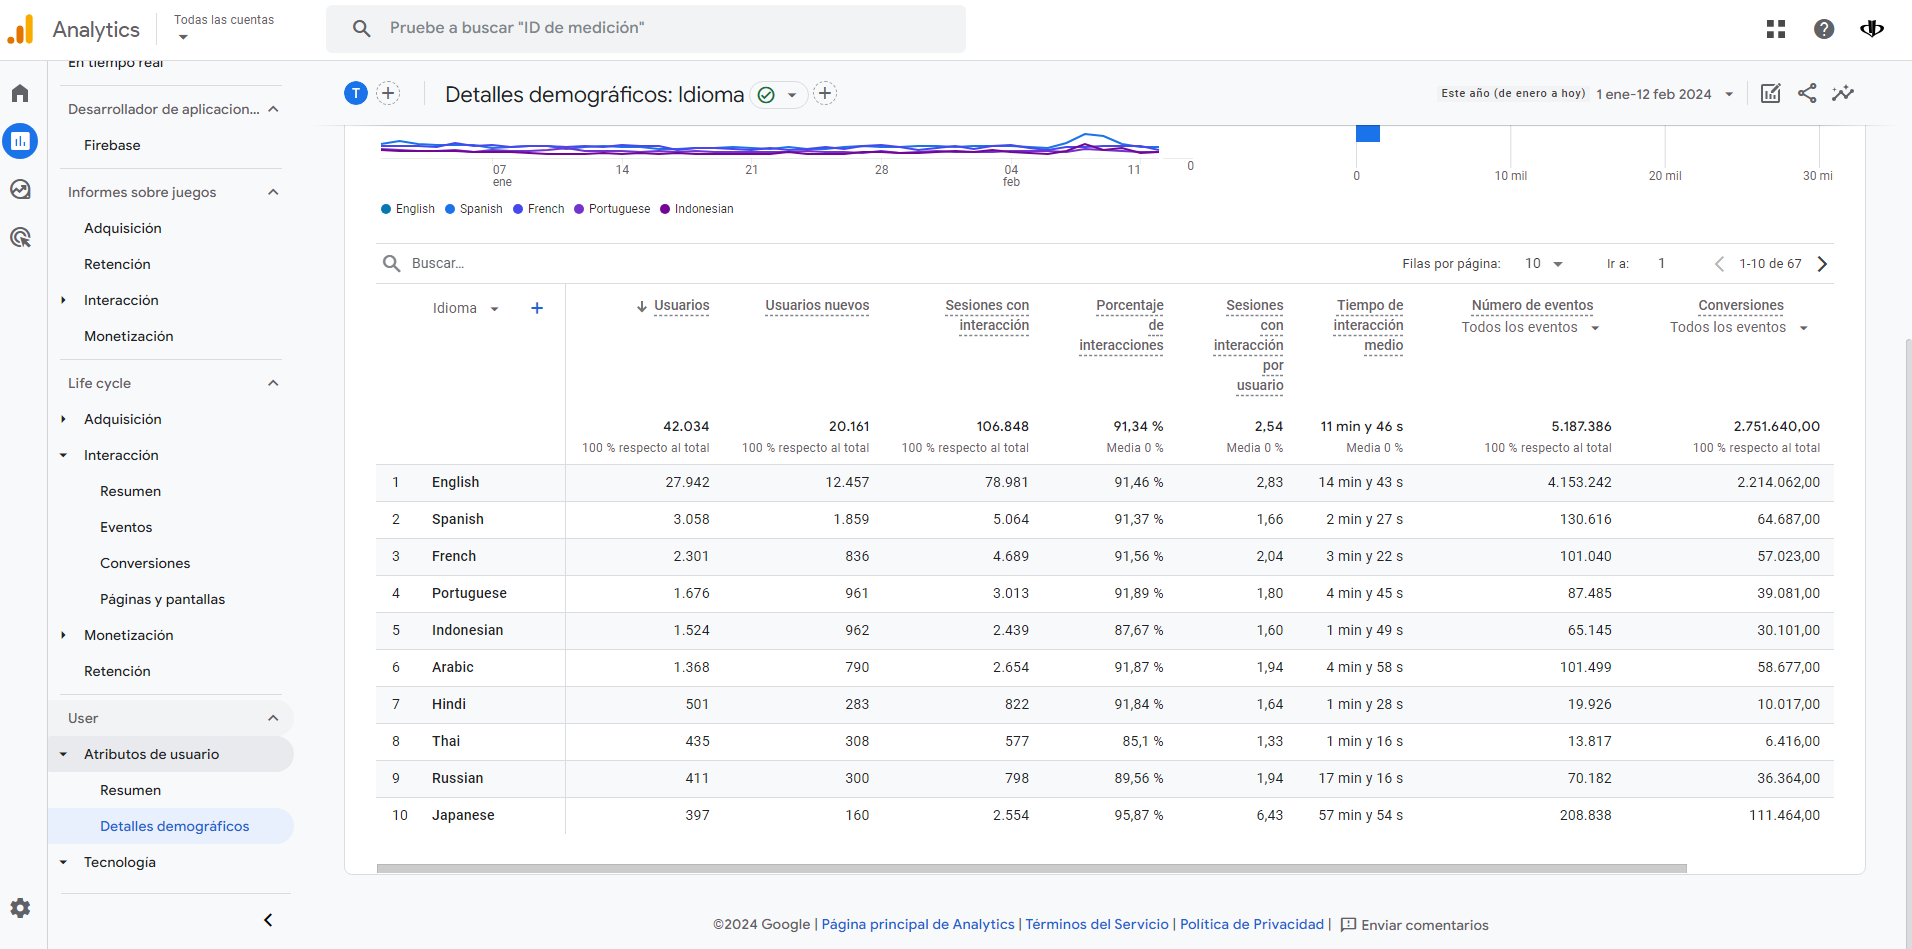 Analytics
Todas las cuentas
Pruebe a buscar "ID de medición"
En tiempo real
Desarrollador de aplicacion...
Firebase
Informes sobre juegos
Adquisición
Retención
Interacción
Monetización
Life cycle
Adquisición
Interacción
Resumen
Eventos
Conversiones
Páginas y pantallas
Monetización
Retención
User
Atributos de usuario
Resumen
Detalles demográficos
Tecnología
T
Detalles demográficos: Idioma
Este año (de enero a hoy) 1 ene-12 feb 2024
07 14 21 28 04 11 0
ene feb
0 10 mil 20 mil 30 mi
English Spanish French Portuguese Indonesian
Buscar...
Filas por página: 10 Ir a: 1 1-10 de 67
Idioma
Usuarios
Usuarios nuevos
Sesiones con
interacción
Porcentaje
de
interacciones
Sesiones
con
interacción
por
usuario
Tiempo de
interacción
medio
Número de eventos
Todos los eventos
Conversiones
Todos los eventos
42.034 20.161 106.848 91,34 % 2,54 11 min y 46 s 5.187.386 2.751.640,00
100 % respecto al total 100 % respecto al total 100 % respecto al total Media 0 % Media 0 % Media 0 % 100 % respecto al total 100 % respecto al total
1 English 27.942 12.457 78.981 91,46 % 2,83 14 min y 43 s 4.153.242 2.214.062,00
2 Spanish 3.058 1.859 5.064 91,37 % 1,66 2 min y 27 s 130.616 64.687,00
3 French 2.301 836 4.689 91,56 % 2,04 3 min y 22 s 101.040 57.023,00
4 Portuguese 1.676 961 3.013 91,89 % 1,80 4 min y 45 s 87.485 39.081,00
5 Indonesian 1.524 962 2.439 87,67 % 1,60 1 min y 49 s 65.145 30.101,00
6 Arabic 1.368 790 2.654 91,87 % 1,94 4 min y 58 s 101.499 58.677,00
7 Hindi 501 283 822 91,84 % 1,64 1 min y 28 s 19.926 10.017,00
8 Thai 435 308 577 85,1 % 1,33 1 min y 16 s 13.817 6.416,00
9 Russian 411 300 798 89,56 % 1,94 17 min y 16 s 70.182 36.364,00
10 Japanese 397 160 2.554 95,87 % 6,43 57 min y 54 s 208.838 111.464,00
©2024 Google | Página principal de Analytics | Términos del Servicio | Política de Privacidad | Enviar comentarios